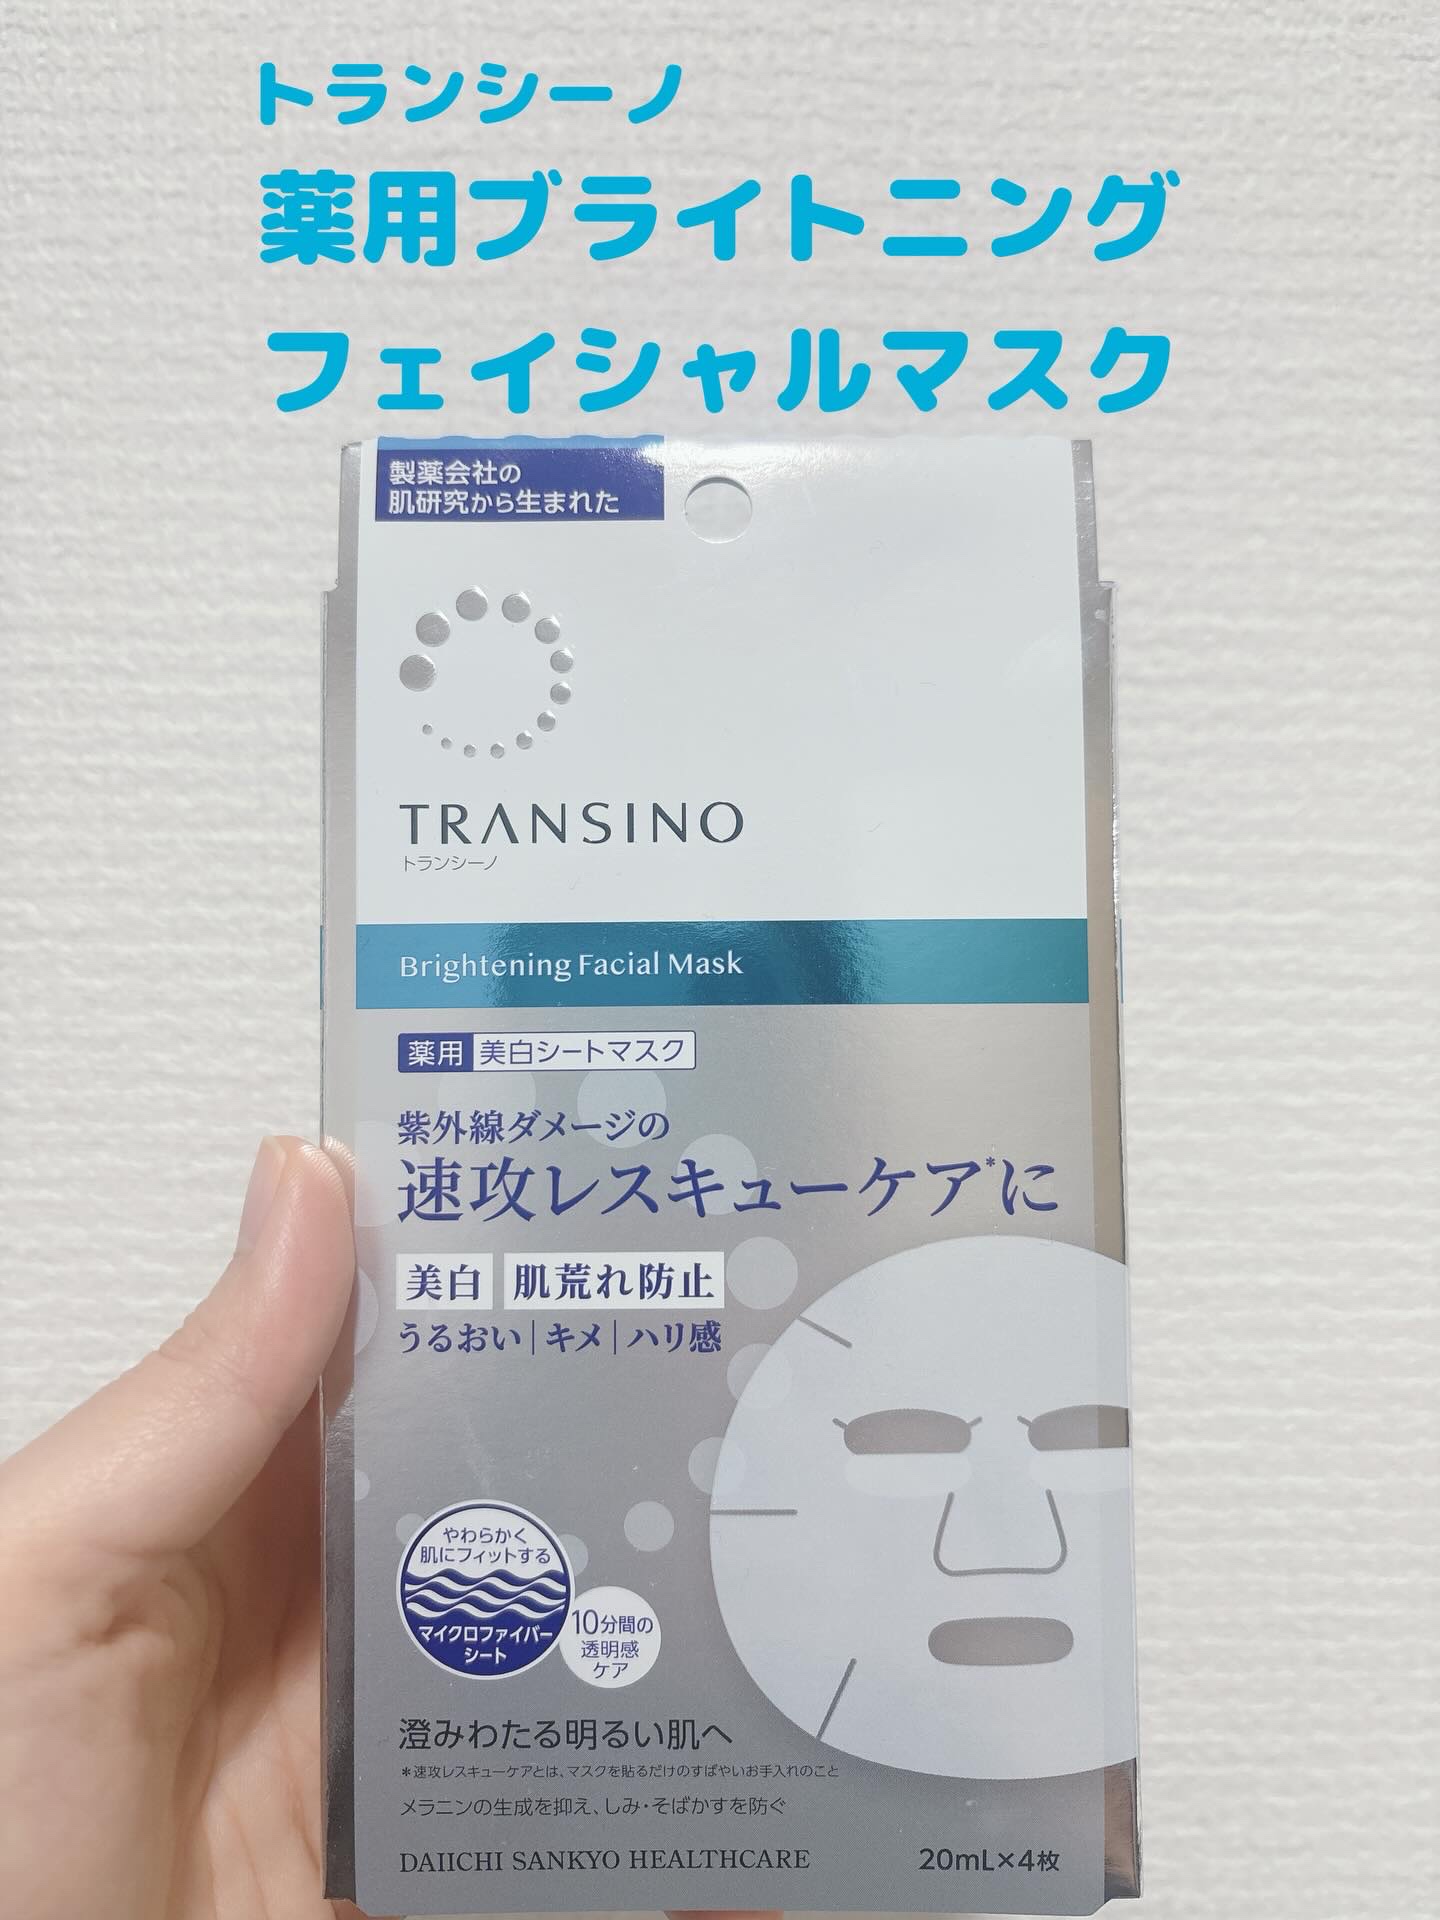 トランシーノ
薬用ブライトニング
フェイシャルマスク
製薬会社の
肌研究から生まれた
TRANSINO
トランシーノ
Brightening Facial Mask
薬用 美白シートマスク
紫外線ダメージの
速攻レスキューケア*に
美白 肌荒れ防止
うるおい|キメ|ハリ感
やわらかく
肌にフィットする
マイクロファイバー
シート
10分間の
透明感
ケア
澄みわたる明るい肌へ
*速攻レスキューケアとは、マスクを貼るだけのすばやいお手入れのこと
メラニンの生成を抑え、しみ・そばかすを防ぐ
DAIICHI SANKYO HEALTHCARE
20mL×4枚